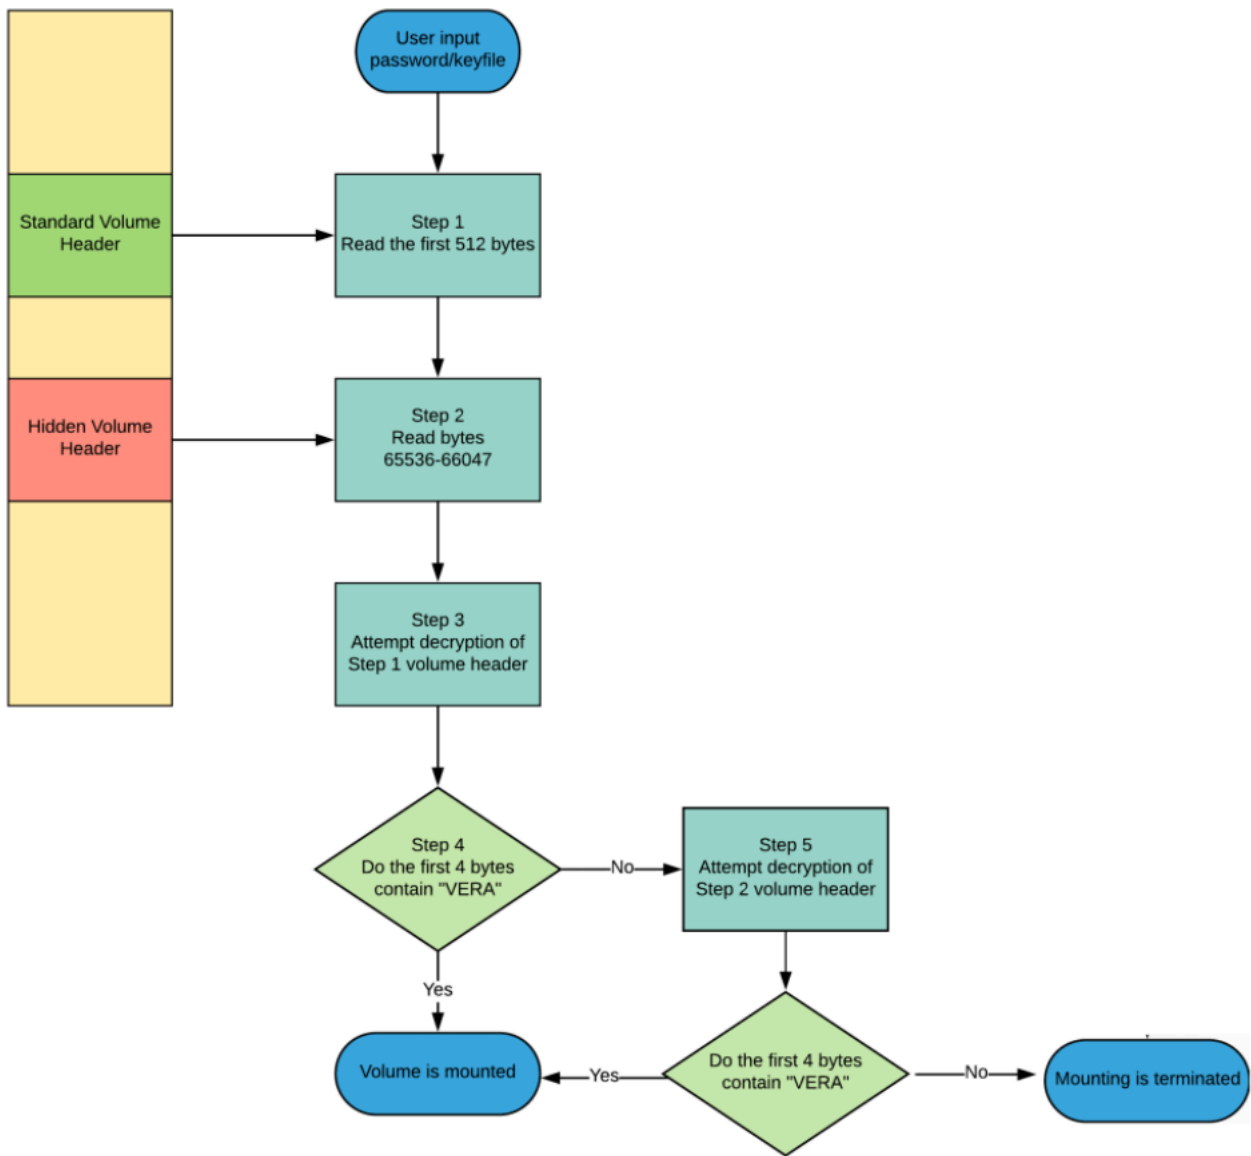 User input
password/keyfile
Standard Volume
Header
Step 1
Read the first 512 bytes
Hidden Volume
Header
Step 2
Read bytes
65536-66047
Step 3
Attempt decryption of
Step 1 volume header
Step 4
Do the first 4 bytes
contain "VERA"
No
Step 5
Attempt decryption of
Step 2 volume header
Yes
Volume is mounted
Yes
Do the first 4 bytes
contain "VERA"
No
Mounting is terminated